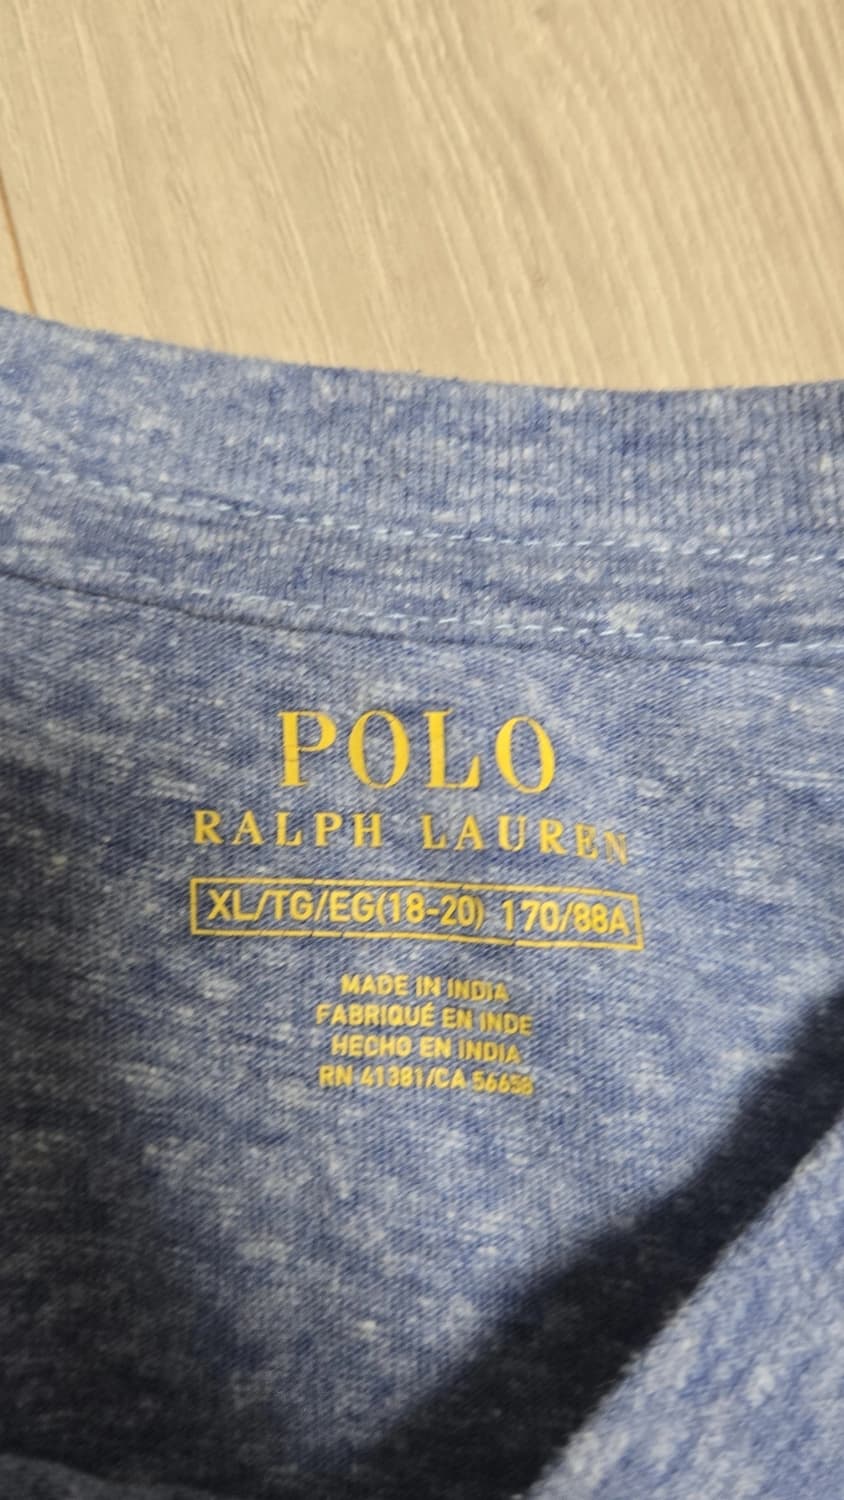 POLO
RALPH LAUREN
XL/TG/EG(18-20) 170/88A
MADE IN INDIA
FABRIQUÉ EN INDE
HECHO EN INDIA
RN 41381/CA 56658